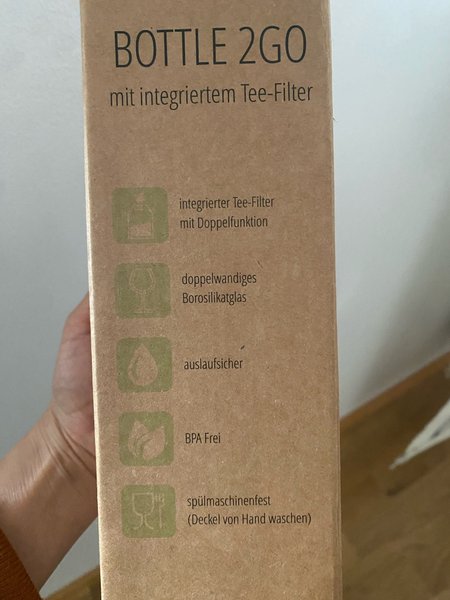 BOTTLE 2GO
mit integriertem Tee-Filter
integrierter Tee-Filter
mit Doppelfunktion
doppelwandiges
Borosilikatglas
auslaufsicher
BPA Frei
spülmaschinenfest
(Deckel von Hand waschen)